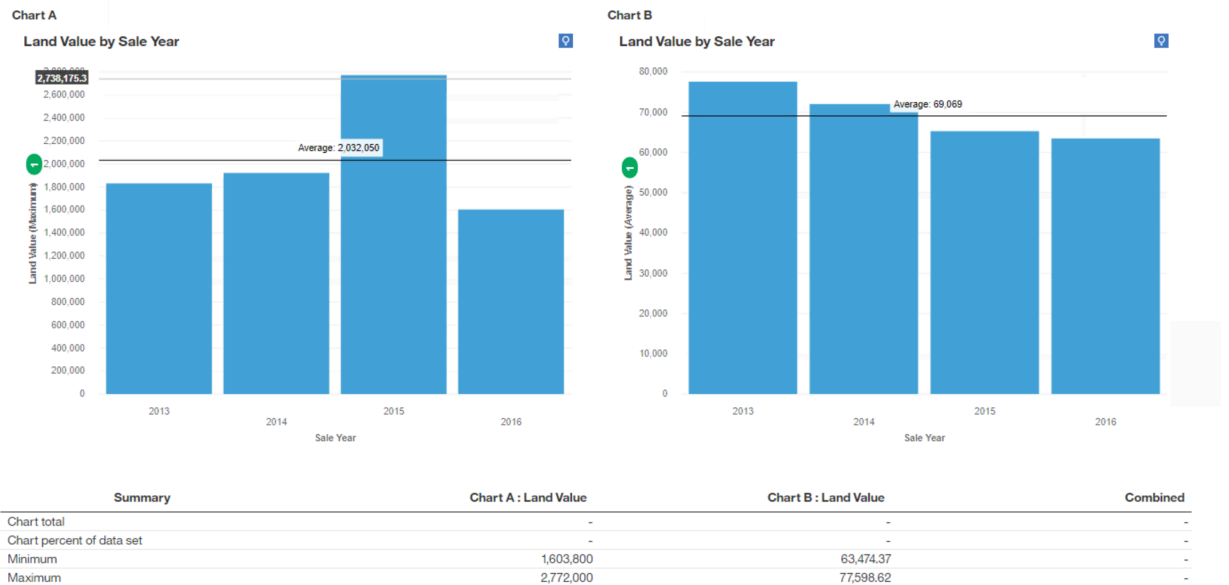 Chart A
Land Value by Sale Year
2,738,175.3
2,600,000
2,400,000
2,200,000
2,000,000
1,800,000
1,600,000
1,400,000
1,200,000
1,000,000
800,000
600,000
400,000
200,000
0
1
Land Value (Maximum)
Average: 2,032,050
2013
2014
2015
2016
Sale Year
Chart B
Land Value by Sale Year
80,000
70,000
60,000
50,000
40,000
30,000
20,000
10,000
0
1
Land Value (Average)
Average: 69,069
2013
2014
2015
2016
Sale Year
Summary Chart A : Land Value Chart B : Land Value Combined
Chart total - - -
Chart percent of data set - - -
Minimum 1,603,800 63,474.37 -
Maximum 2,772,000 77,598.62 -